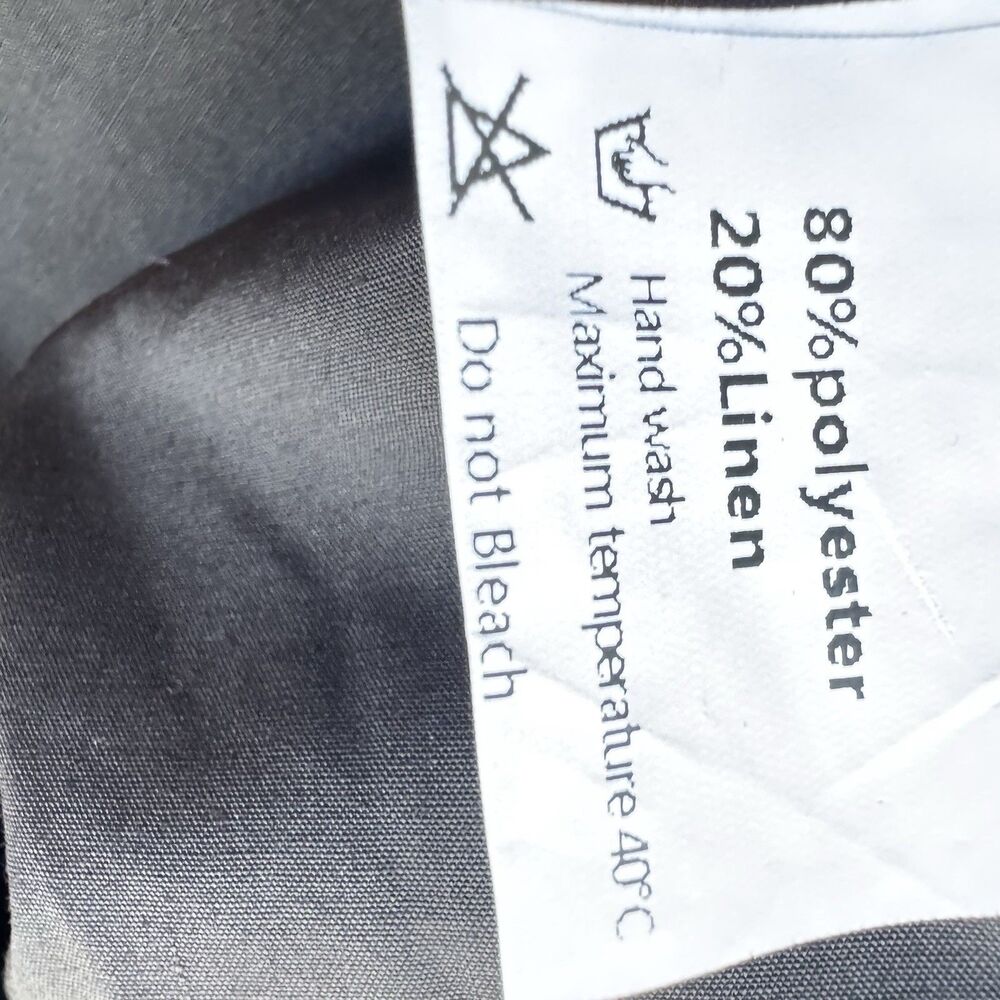 80%polyester
20%Linen
Hand wash
Maximum temperature 40°C
Do not Bleach